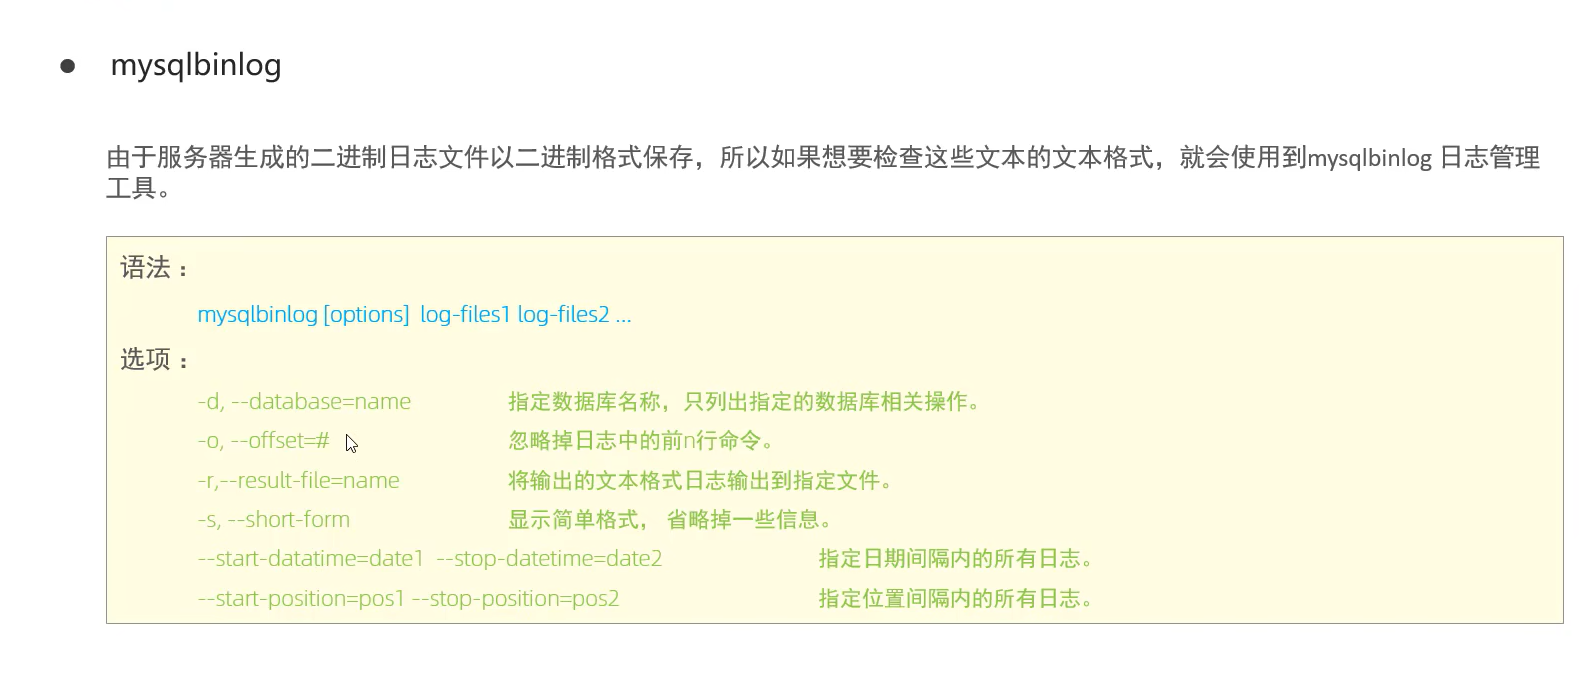 ● mysqlbinlog
由于服务器生成的二进制日志文件以二进制格式保存，所以如果想要检查这些文本的文本格式，就会使用到mysqlbinlog 日志管理
工具。
语法：
mysqlbinlog [options] log-files1 log-files2 ...
选项：
-d, --database=name 指定数据库名称，只列出指定的数据库相关操作。
-o, --offset=# 忽略掉日志中的前n行命令。
-r,--result-file=name 将输出的文本格式日志输出到指定文件。
-s, --short-form 显示简单格式， 省略掉一些信息。
--start-datatime=date1 --stop-datetime=date2 指定日期间隔内的所有日志。
--start-position=pos1 --stop-position=pos2 指定位置间隔内的所有日志。